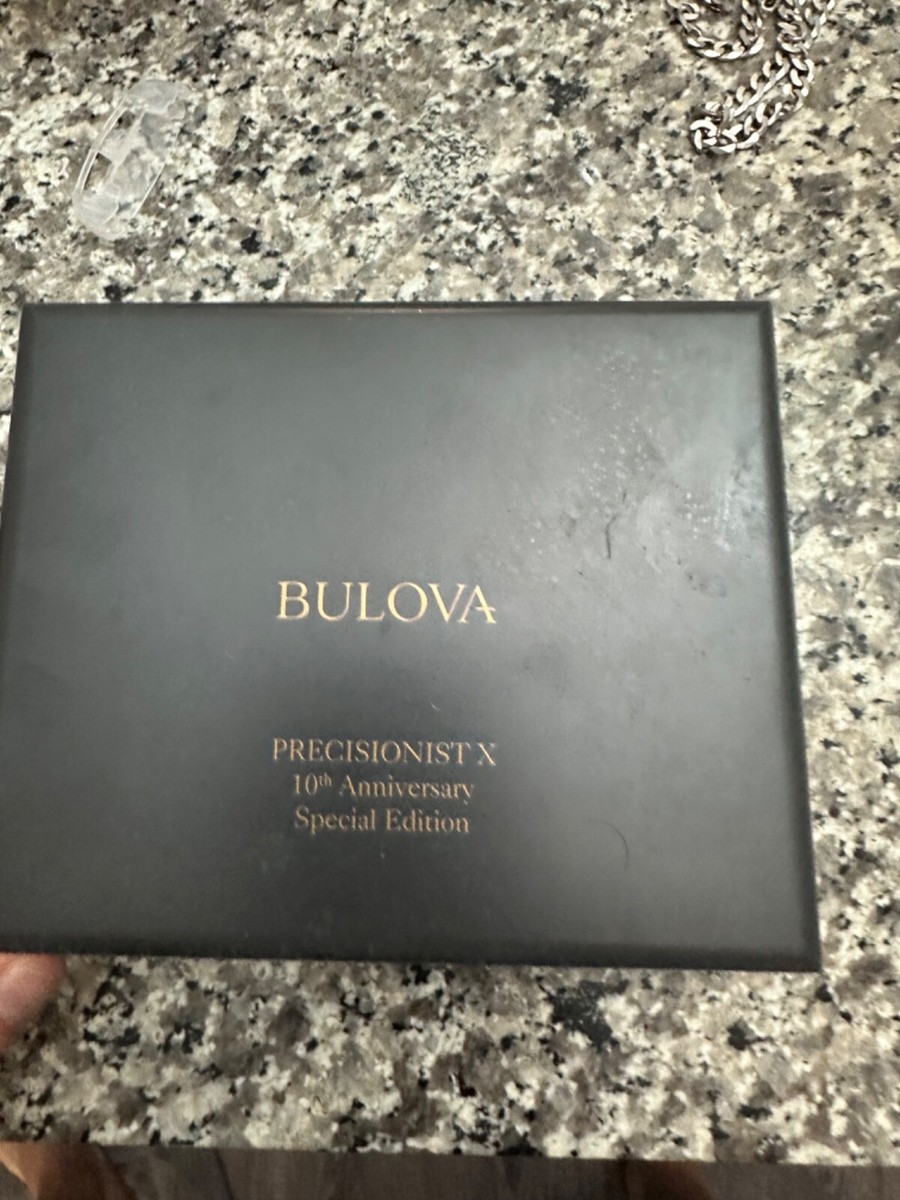 BULOVA
PRECISIONIST X
10th Anniversary
Special Edition